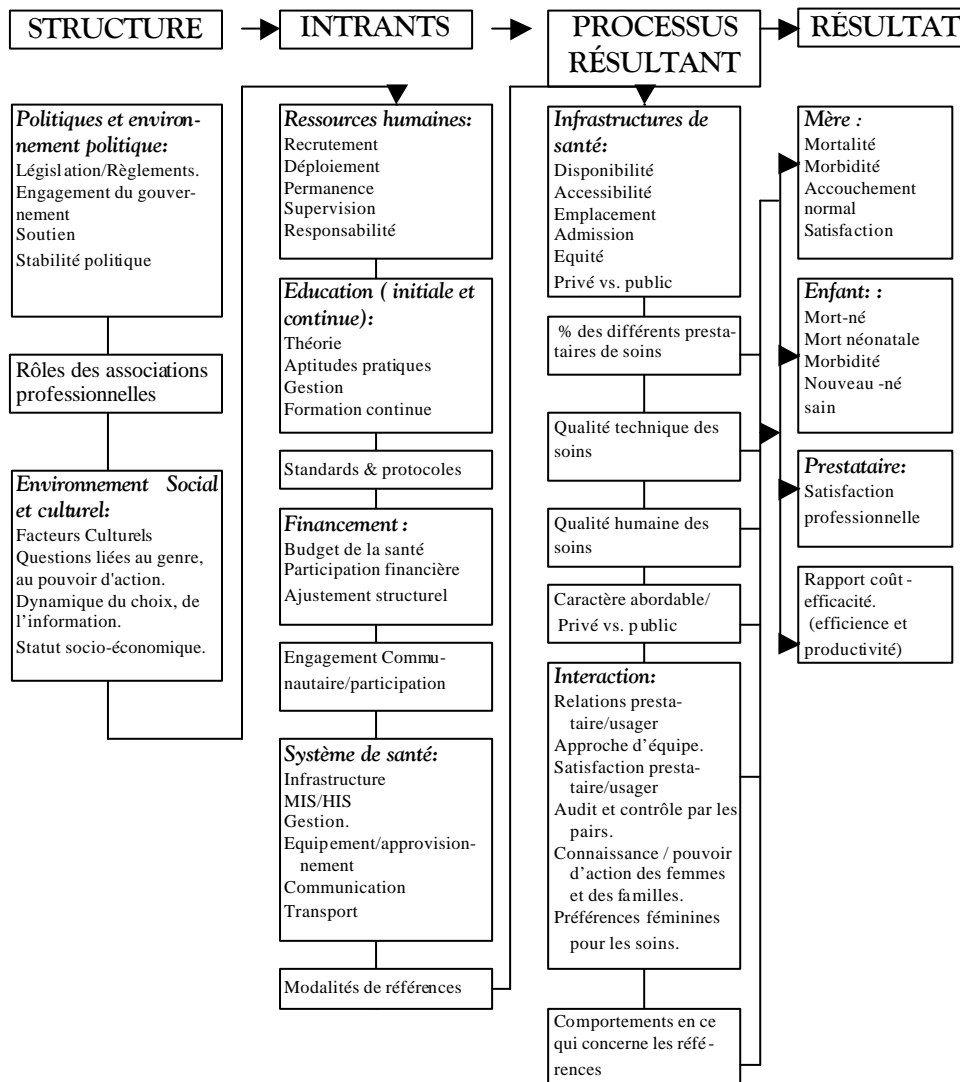 STRUCTURE
INTRANTS
PROCESSUS
RÉSULTANT
RÉSULTAT
Politiques et environ-
nement politique:
Législation/Règlements.
Engagement du gouver-
nement
Soutien
Stabilité politique
Rôles des associations
professionnelles
Environnement Social
et culturel:
Facteurs Culturels
Questions liées au genre,
au pouvoir d'action.
Dynamique du choix, de
l’information.
Statut socio-économique.
Ressources humaines:
Recrutement
Déploiement
Permanence
Supervision
Responsabilité
Education ( initiale et
continue):
Théorie
Aptitudes pratiques
Gestion
Formation continue
Standards & protocoles
Financement :
Budget de la santé
Participation financière
Ajustement structurel
Engagement Commu-
nautaire/participation
Système de santé:
Infrastructure
MIS/HIS
Gestion.
Equipement/approvision-
nement
Communication
Transport
Modalités de références
Infrastructures de
santé:
Disponibilité
Accessibilité
Emplacement
Admission
Equité
Privé vs. public
% des différents presta-
taires de soins
Qualité technique des
soins
Qualité humaine des
soins
Caractère abordable/
Privé vs. public
Interaction:
Relations presta-
taire/usager
Approche d’équipe.
Satisfaction presta-
taire/usager
Audit et contrôle par les
pairs.
Connaissance / pouvoir
d’action des femmes
et des familles.
Préférences féminines
pour les soins.
Comportements en ce
qui concerne les réfé-
rences
Mère :
Mortalité
Morbidité
Accouchement
normal
Satisfaction
Enfant: :
Mort-né
Mort néonatale
Morbidité
Nouveau -né
sain
Prestataire:
Satisfaction
professionnelle
Rapport coût -
efficacité.
(efficience et
productivité)